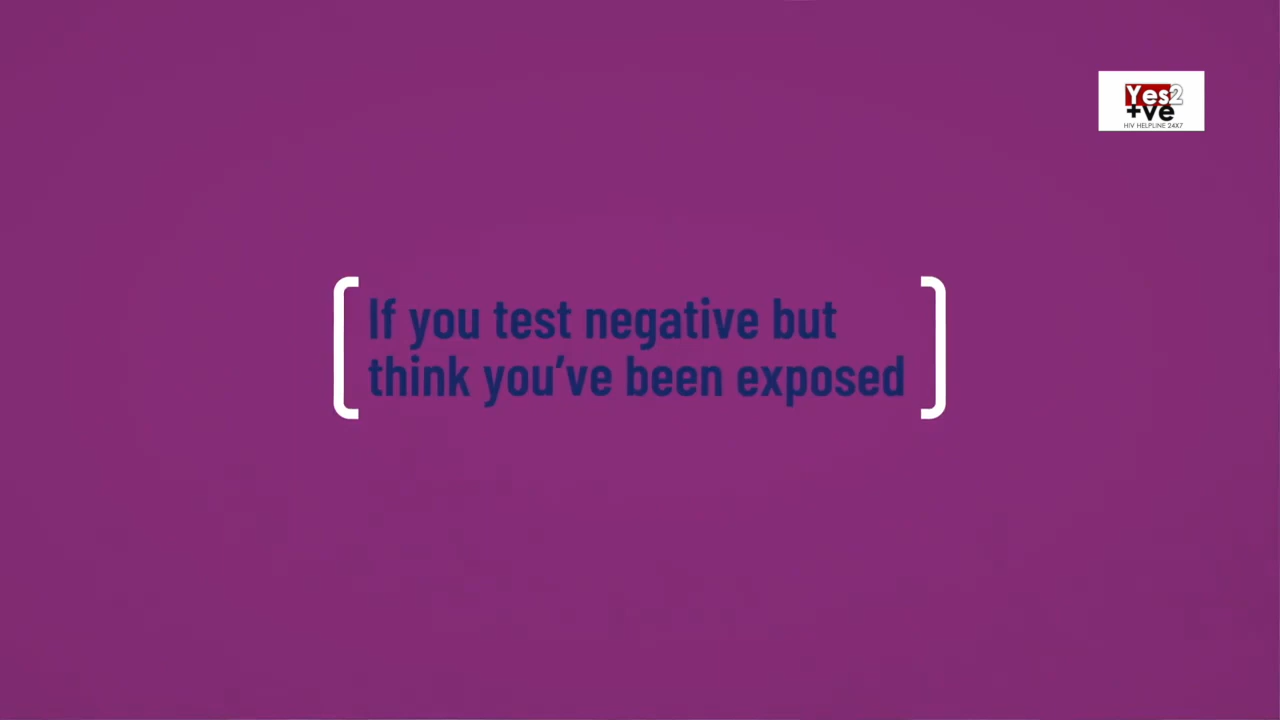 Yes2
+ve
HIV HELPLINE 24X7
If you test negative but
think you’ve been exposed